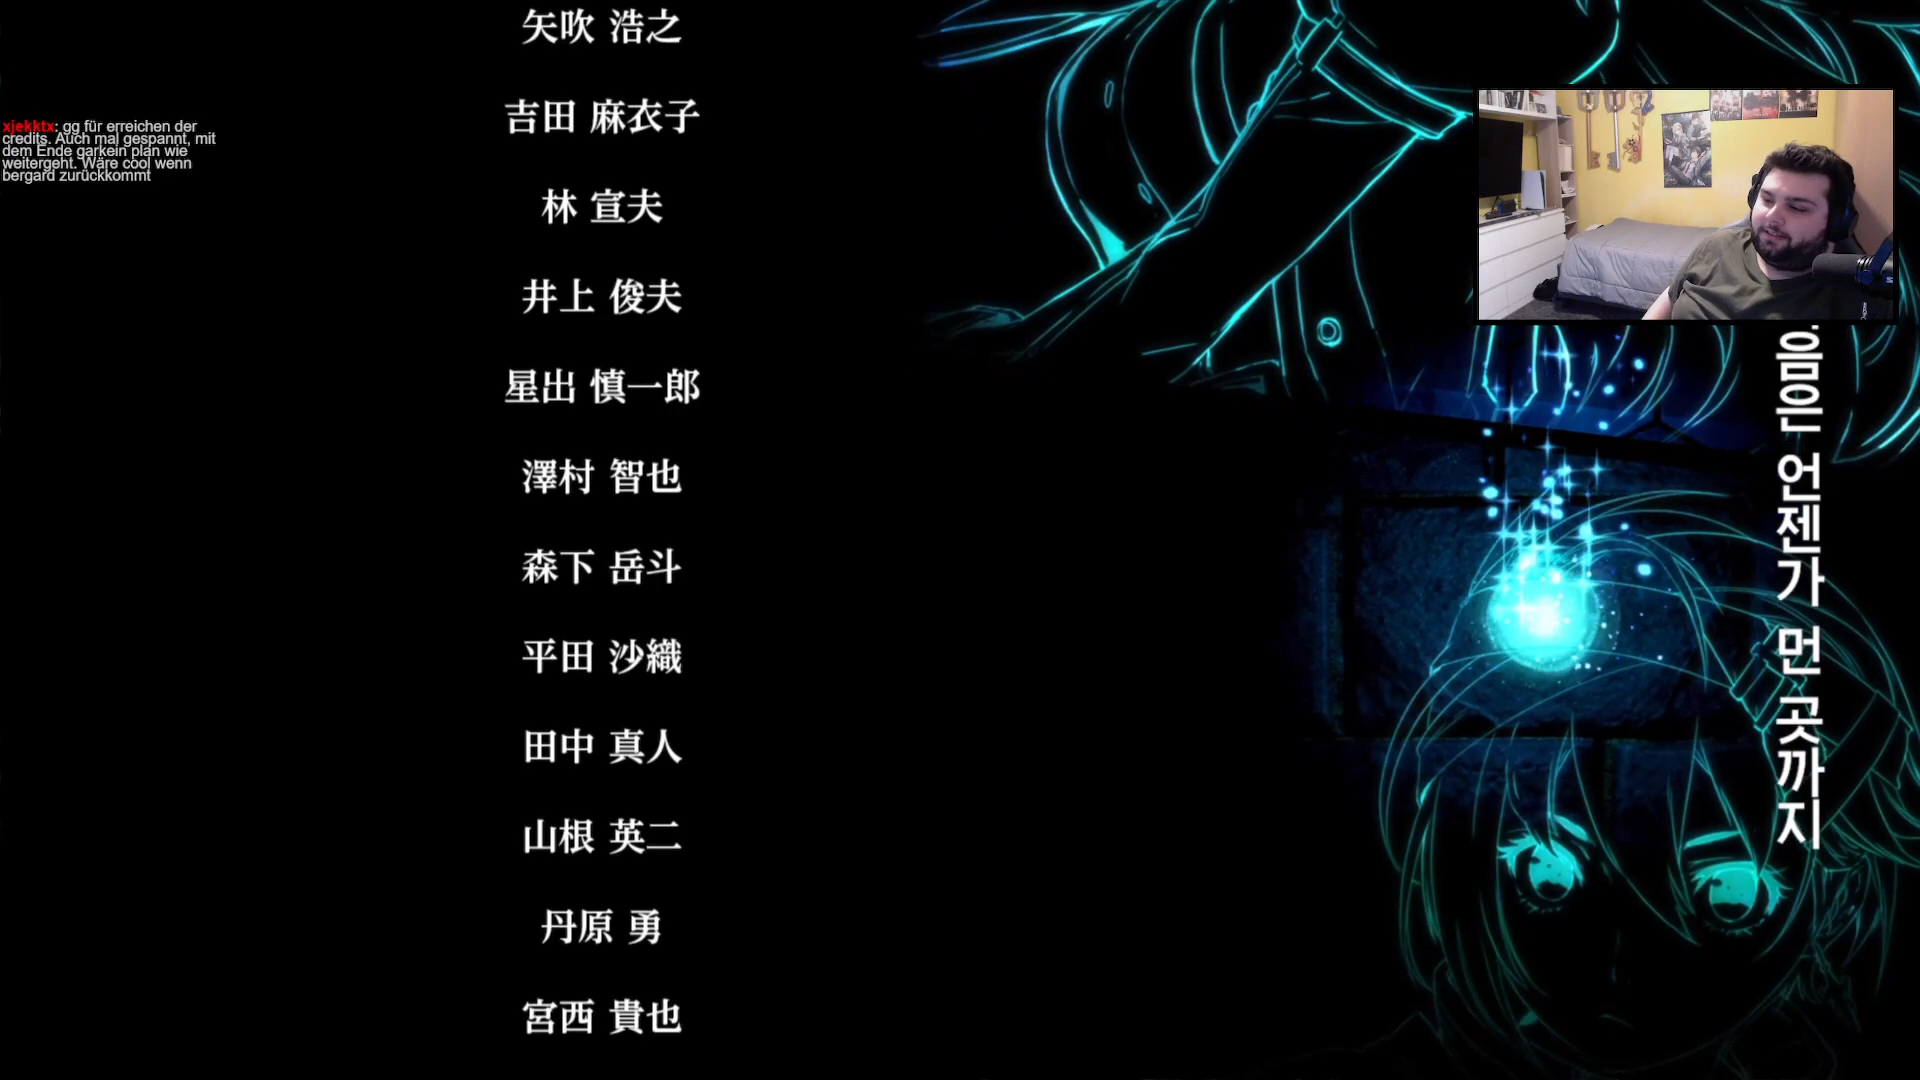 xjekktx: gg für erreichen der
credits. Auch mal gespannt, mit
dem Ende garkein plan wie
weitergeht. Wäre cool wenn
bergard zurückkommt
矢吹 浩之
吉田 麻衣子
林 宣夫
井上 俊夫
星出 慎一郎
澤村 智也
森下 岳斗
平田 沙織
田中 真人
山根 英二
丹原 勇
宮西 貴也
음은 언젠가 먼 곳까지